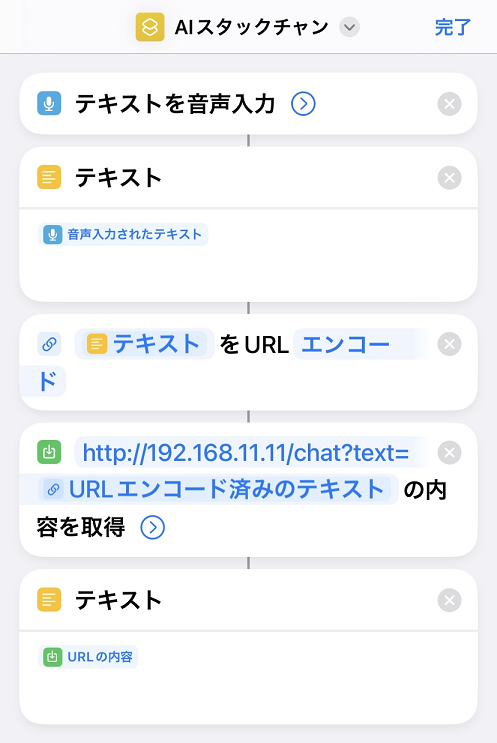 AIスタックチャン
完了
テキストを音声入力
テキスト
音声入力されたテキスト
テキスト をURL エンコー
ド
http://192.168.11.11/chat?text=
URLエンコード済みのテキスト の内
容を取得
テキスト
URLの内容